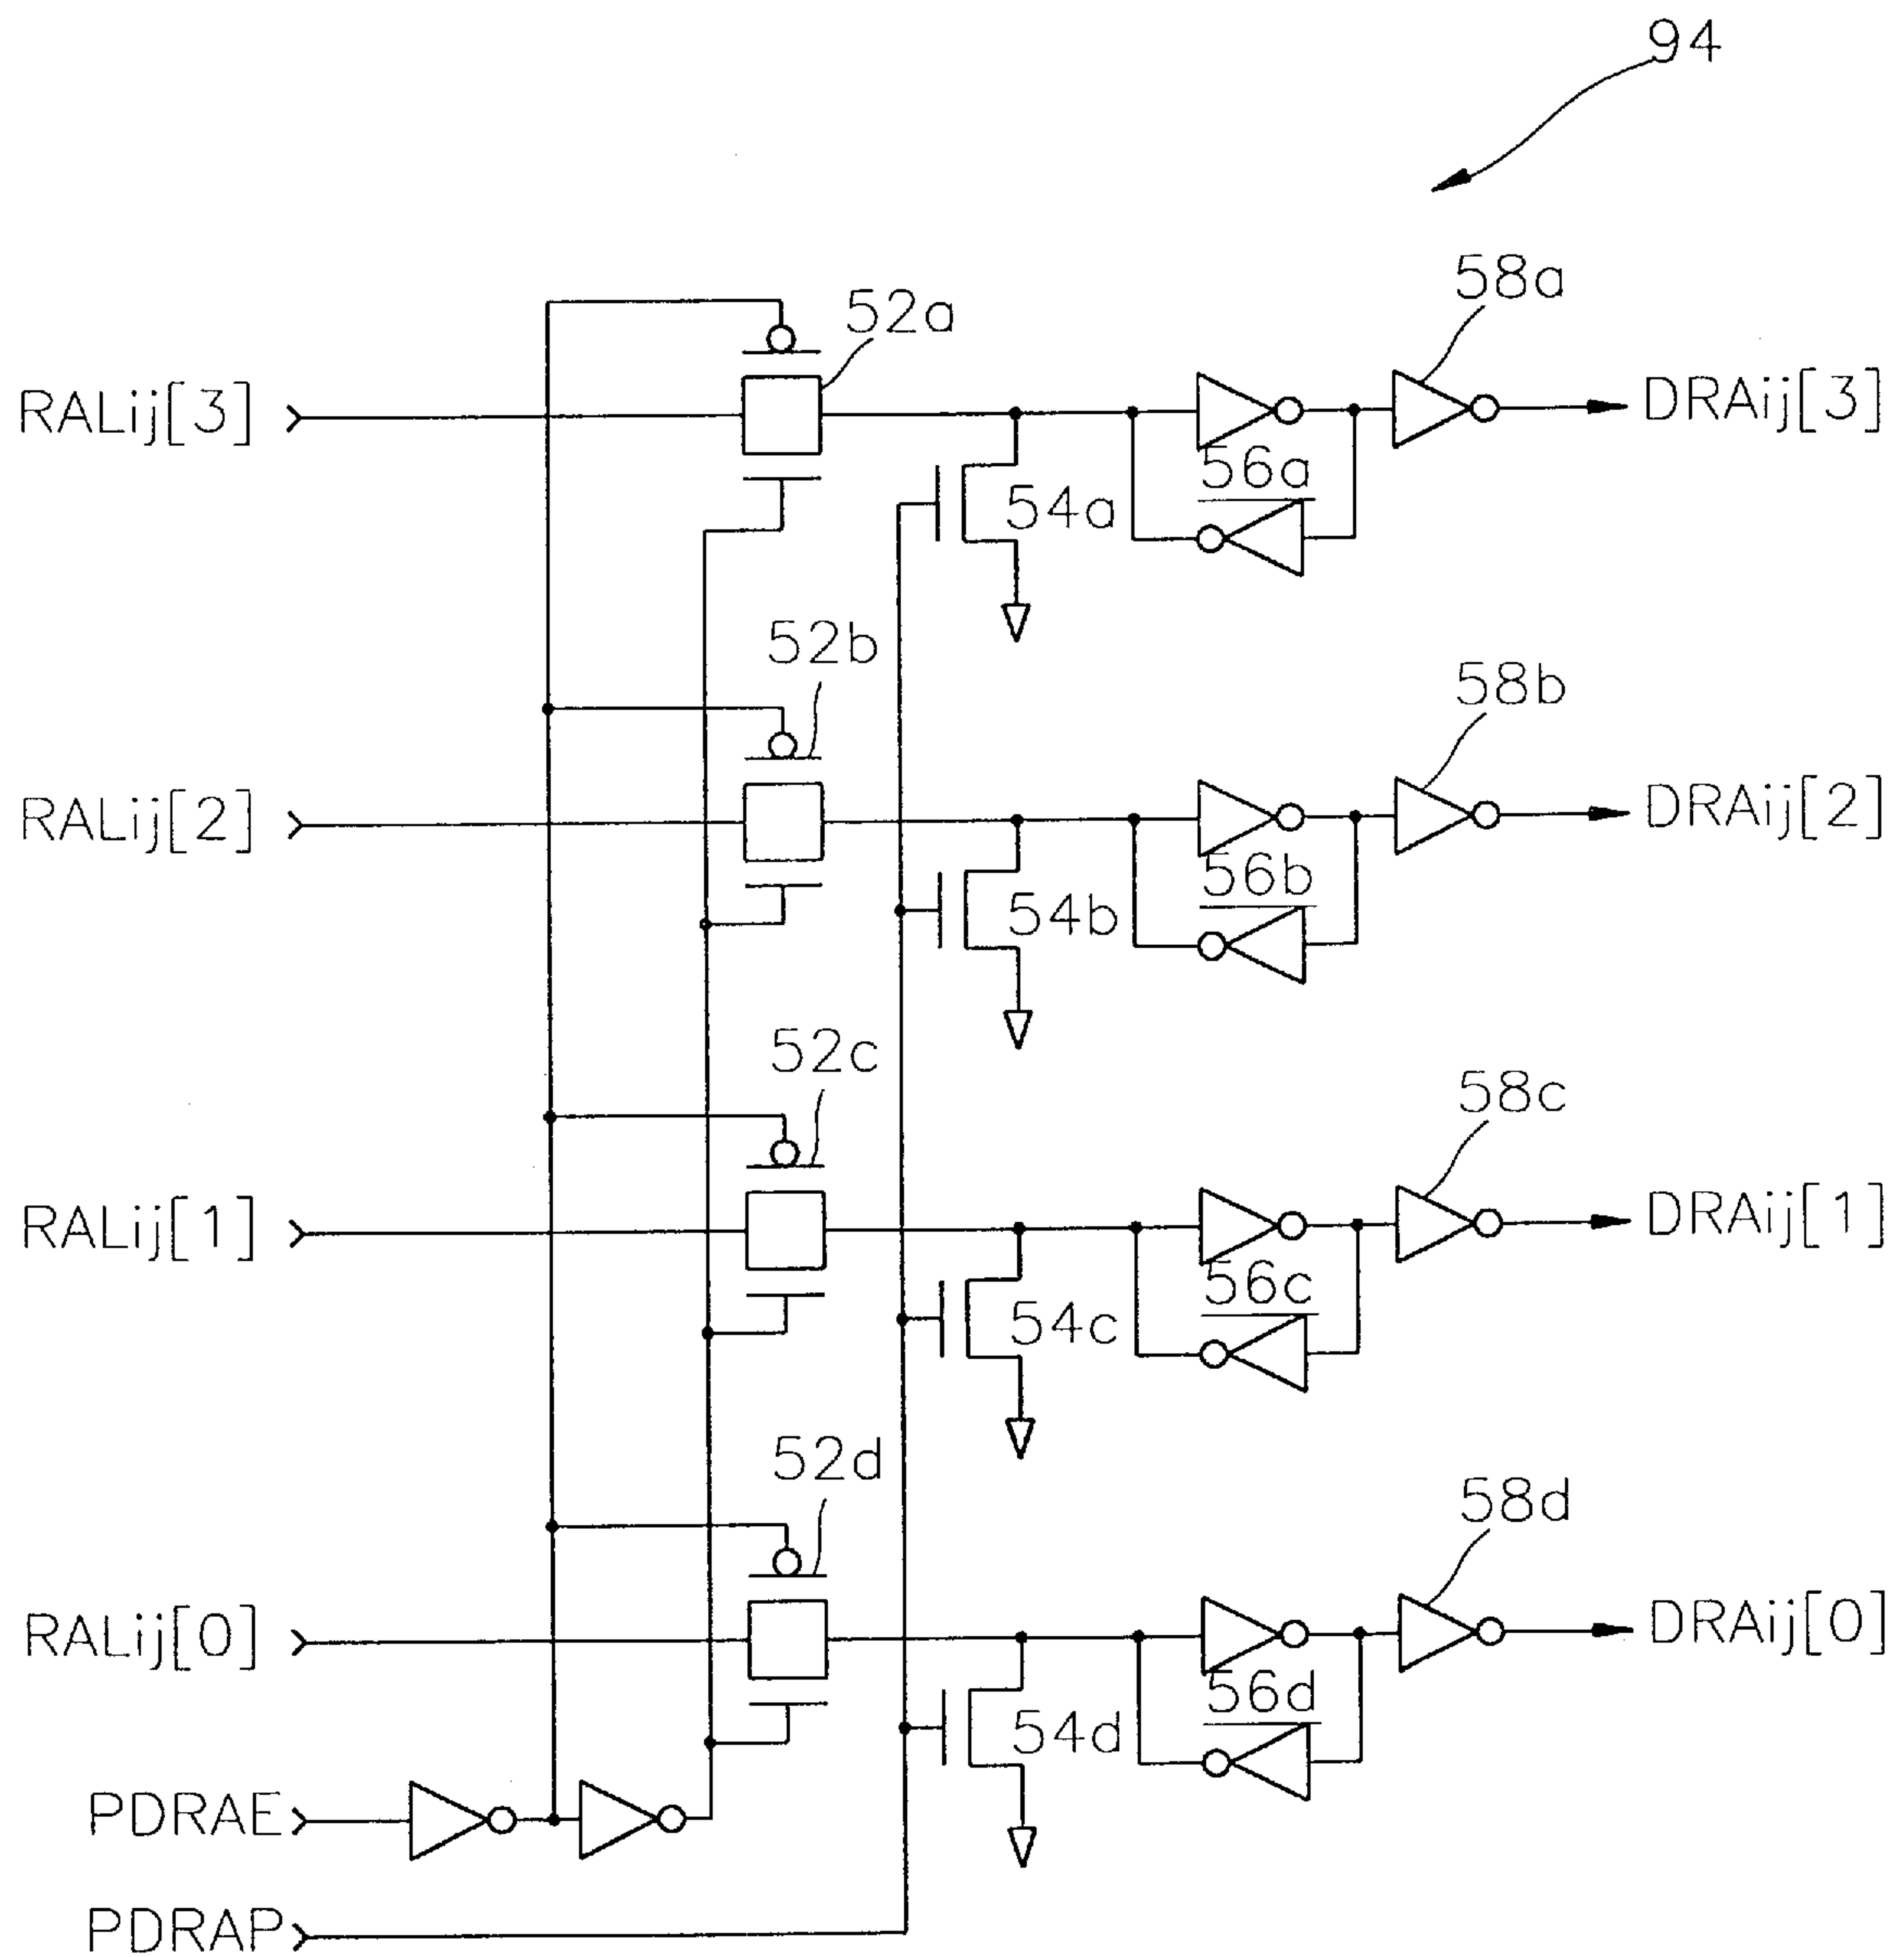 94
58a
52a
RALij[3]
DRAij[3]
56a
54a
52b
58b
RALij[2]
DRAij[2]
56b
54b
52c
58c
RALij[1]
DRAij[1]
56c
54c
52d
58d
RALij[0]
DRAij[0]
56d
54d
PDRAE
PDRAP